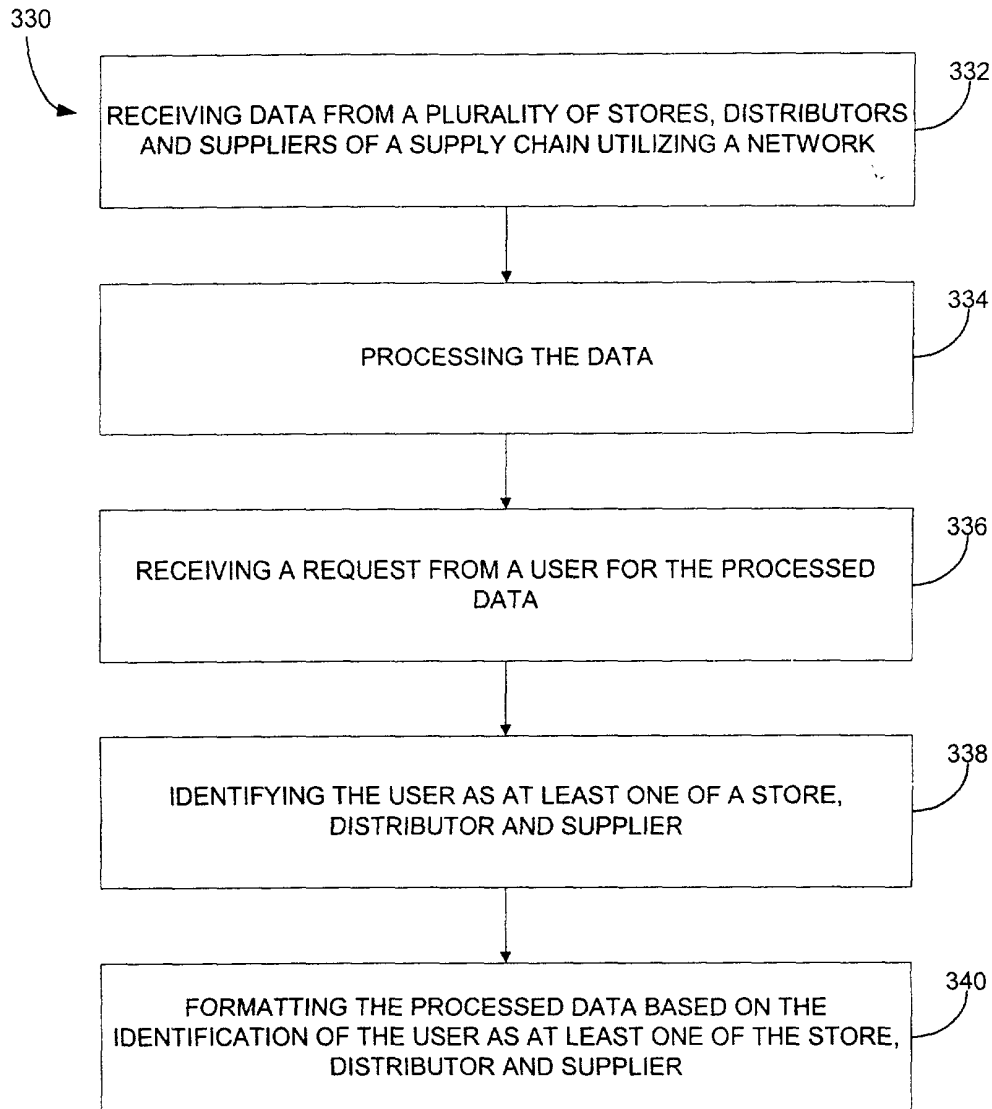 330
332
RECEIVING DATA FROM A PLURALITY OF STORES, DISTRIBUTORS
AND SUPPLIERS OF A SUPPLY CHAIN UTILIZING A NETWORK
334
PROCESSING THE DATA
336
RECEIVING A REQUEST FROM A USER FOR THE PROCESSED
DATA
338
IDENTIFYING THE USER AS AT LEAST ONE OF A STORE,
DISTRIBUTOR AND SUPPLIER
340
FORMATTING THE PROCESSED DATA BASED ON THE
IDENTIFICATION OF THE USER AS AT LEAST ONE OF THE STORE,
DISTRIBUTOR AND SUPPLIER